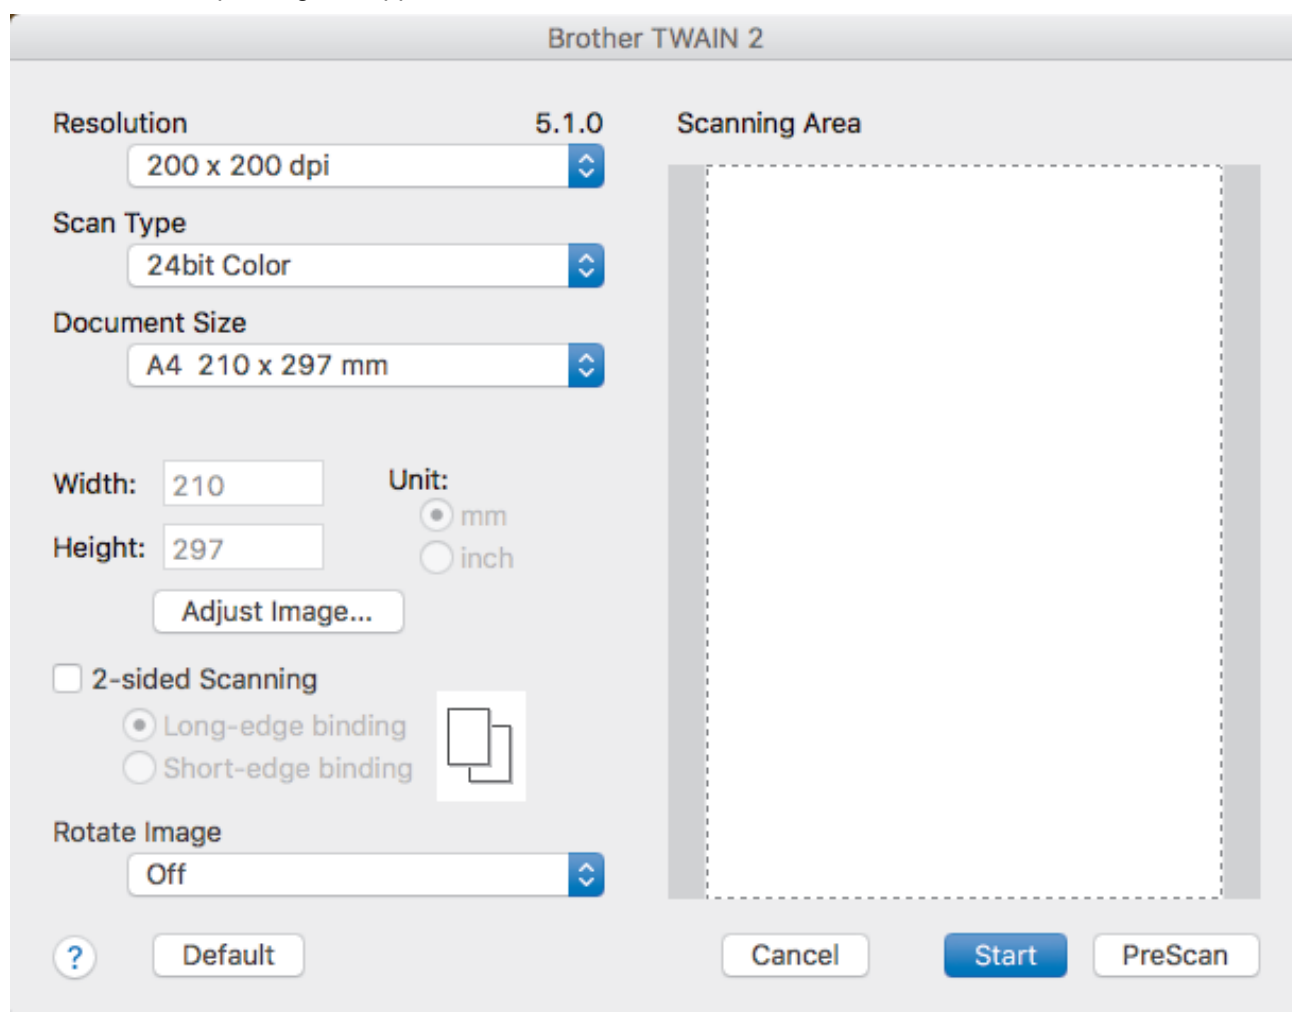 Brother TWAIN 2
Resolution 5.1.0
200 x 200 dpi
Scan Type
24bit Color
Document Size
A4 210 x 297 mm
Width: 210
Height: 297
Unit:
mm
inch
Adjust Image...
2-sided Scanning
Long-edge binding
Short-edge binding
Rotate Image
Off
? Default
Scanning Area
Cancel Start PreScan